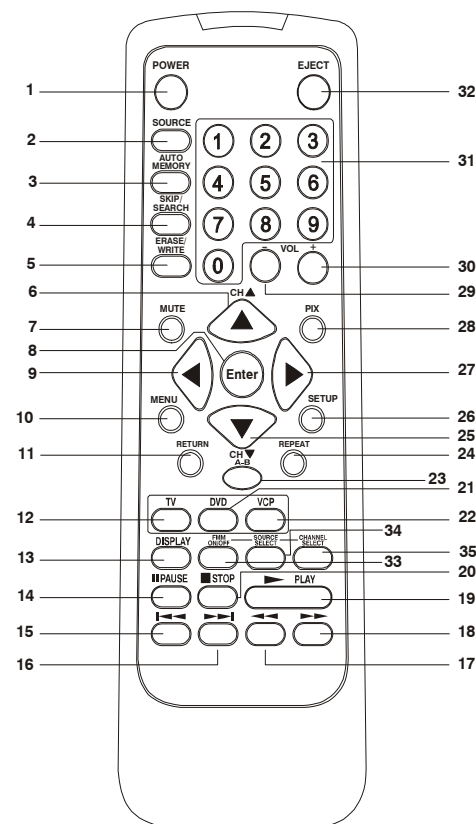 31
POWER EJECT
1 32
SOURCE
2 1 2 3
31
AUTO
MEMORY
3 4 5 6
SKIP/
SEARCH
4 7 8 9
ERASE/
WRITE
5 0 - VOL + 30
29
6 CH▲
MUTE PIX
7 28
8
9 Enter 27
MENU SETUP
10 26
25
RETURN CH▼ REPEAT
11 A-B 24
23
21
TV DVD VCP
12 22
34
DISPLAY FMM
ON/OFF SOURCE
SELECT CHANNEL
SELECT
13 33 35
20
PAUSE STOP PLAY
14 19
15 18
16 17